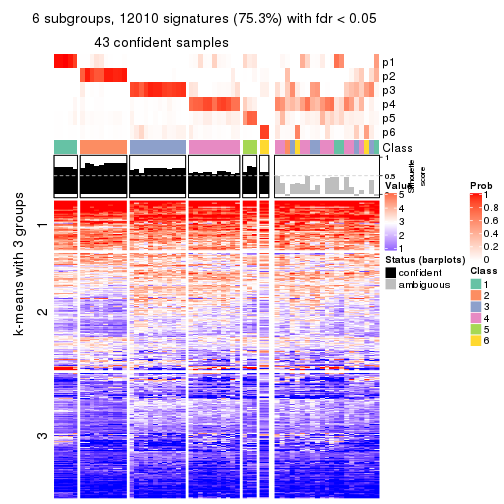 6 subgroups, 12010 signatures (75.3%) with fdr < 0.05
43 confident samples
p1
p2
p3
p4
p5
p6
Class
1
0.5
0
Silhouette
score
k-means with 3 groups
1
2
3
Value
5
4
3
2
1
Status (barplots)
confident
ambiguous
Prob
1
0.8
0.6
0.4
0.2
0
Class
1
2
3
4
5
6